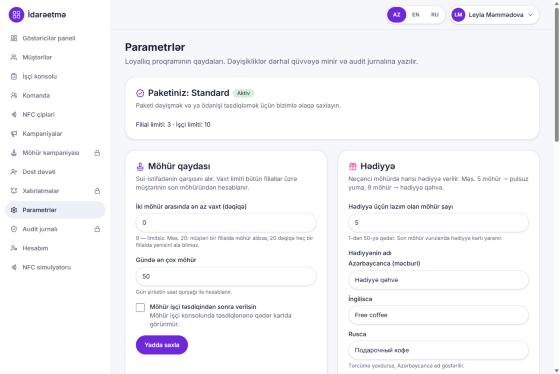 İdarəetmə
AZ EN RU
LM Leyla Məmmədova
Göstəricilər paneli
Müştərilər
İşçi konsolu
Komanda
NFC çipləri
Kampaniyalar
Möhür kampaniyası
Dost dəvəti
Xatırlatmalar
Parametrlər
Audit jurnalı
Hesabım
NFC simulyatoru
Parametrlər
Loyallıq proqramının qaydaları. Dəyişikliklər dərhal qüvvəyə minir və audit jurnalına yazılır.
Paketiniz: Standard Aktiv
Paketi dəyişmək və ya ödənişi təsdiqləmək üçün bizimlə əlaqə saxlayın.
Filial limiti: 3 · İşçi limiti: 10
Möhür qaydası
Sui-istifadənin qarşısını alır. Vaxt limiti bütün filiallar üzrə
müştərinin son möhüründən hesablanır.
İki möhür arasında ən az vaxt (dəqiqə)
0
0 — limitsiz. Məs. 20: müştəri bir filialda möhür alıbsa, 20 dəqiqə heç bir
filialda yenisini ala bilməz.
Gündə ən çox möhür
50
Gün şirkətin saat qurşağı ilə hesablanır.
Möhür işçi təsdiqindən sonra verilsin
Möhür işçi konsolunda təsdiqlənənə qədər kartda
görünmür.
Yadda saxla
Hədiyyə
Neçənci möhürdə hansı hədiyyə verilir. Məs. 5 möhür → pulsuz
yuma, 9 möhür → hədiyyə qəhvə.
Hədiyyə üçün lazım olan möhür sayı
5
1-dən 50-yə qədər. Son möhür vurulanda hədiyyə kartı yaranır.
Hədiyyənin adı
Azərbaycanca (məcburi)
Hədiyyə qəhvə
İngiliscə
Free coffee
Rusca
Подарочный кофе
Tərcümə yoxdursa, Azərbaycanca ad göstərilir.